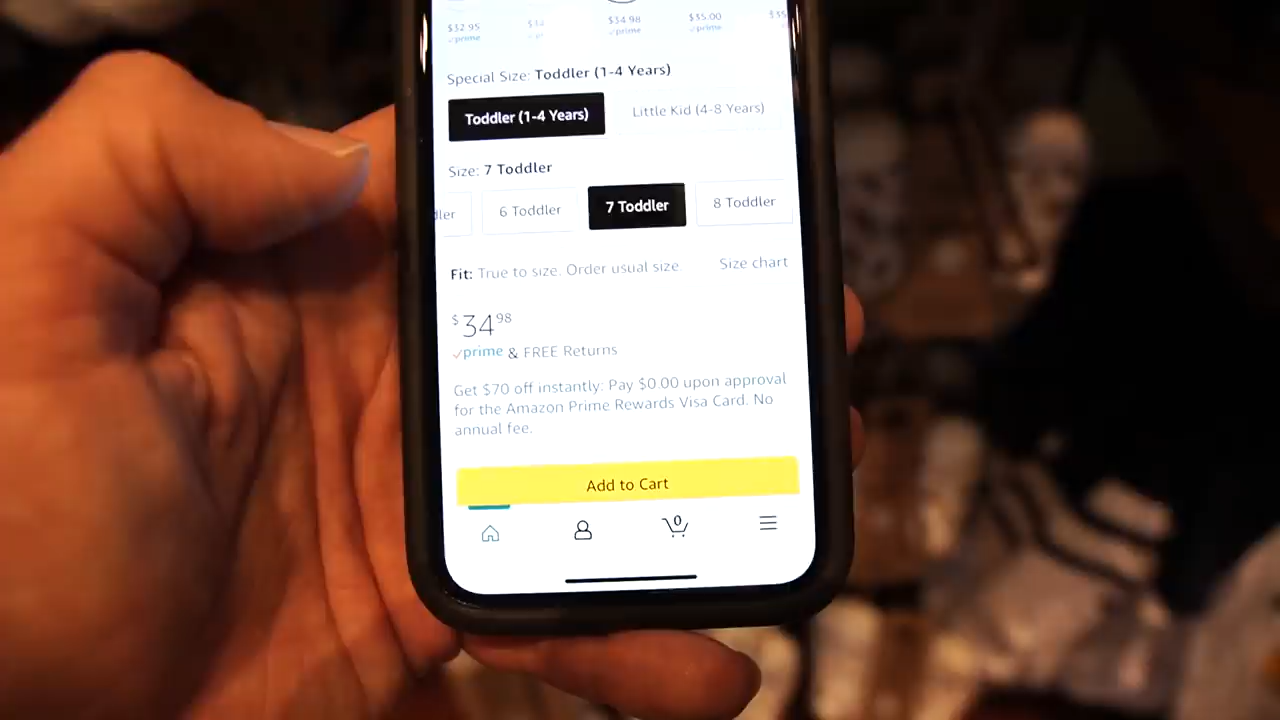 $32.95 $34.98 $35.00
prime prime prime
Special Size: Toddler (1-4 Years)
Toddler (1-4 Years) Little Kid (4-8 Years)
Size: 7 Toddler
6 Toddler 7 Toddler 8 Toddler
Fit: True to size. Order usual size. Size chart
$34.98
prime & FREE Returns
Get $70 off instantly: Pay $0.00 upon approval
for the Amazon Prime Rewards Visa Card. No
annual fee.
Add to Cart
0